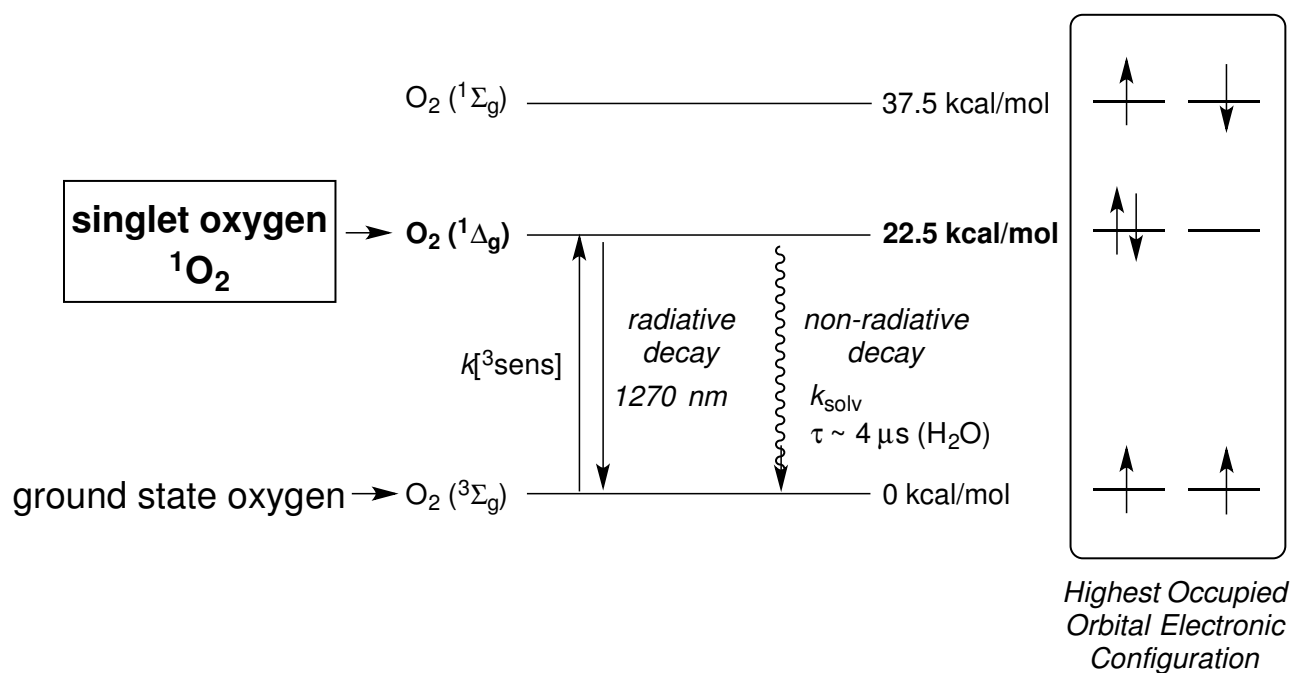 O₂ (¹Σg)
37.5 kcal/mol
singlet oxygen
¹O₂
O₂ (¹Δg)
22.5 kcal/mol
radiative
decay
1270 nm
non-radiative
decay
k[³sens]
ksolv
τ ~ 4 μs (H₂O)
ground state oxygen
O₂ (³Σg)
0 kcal/mol
Highest Occupied
Orbital Electronic
Configuration